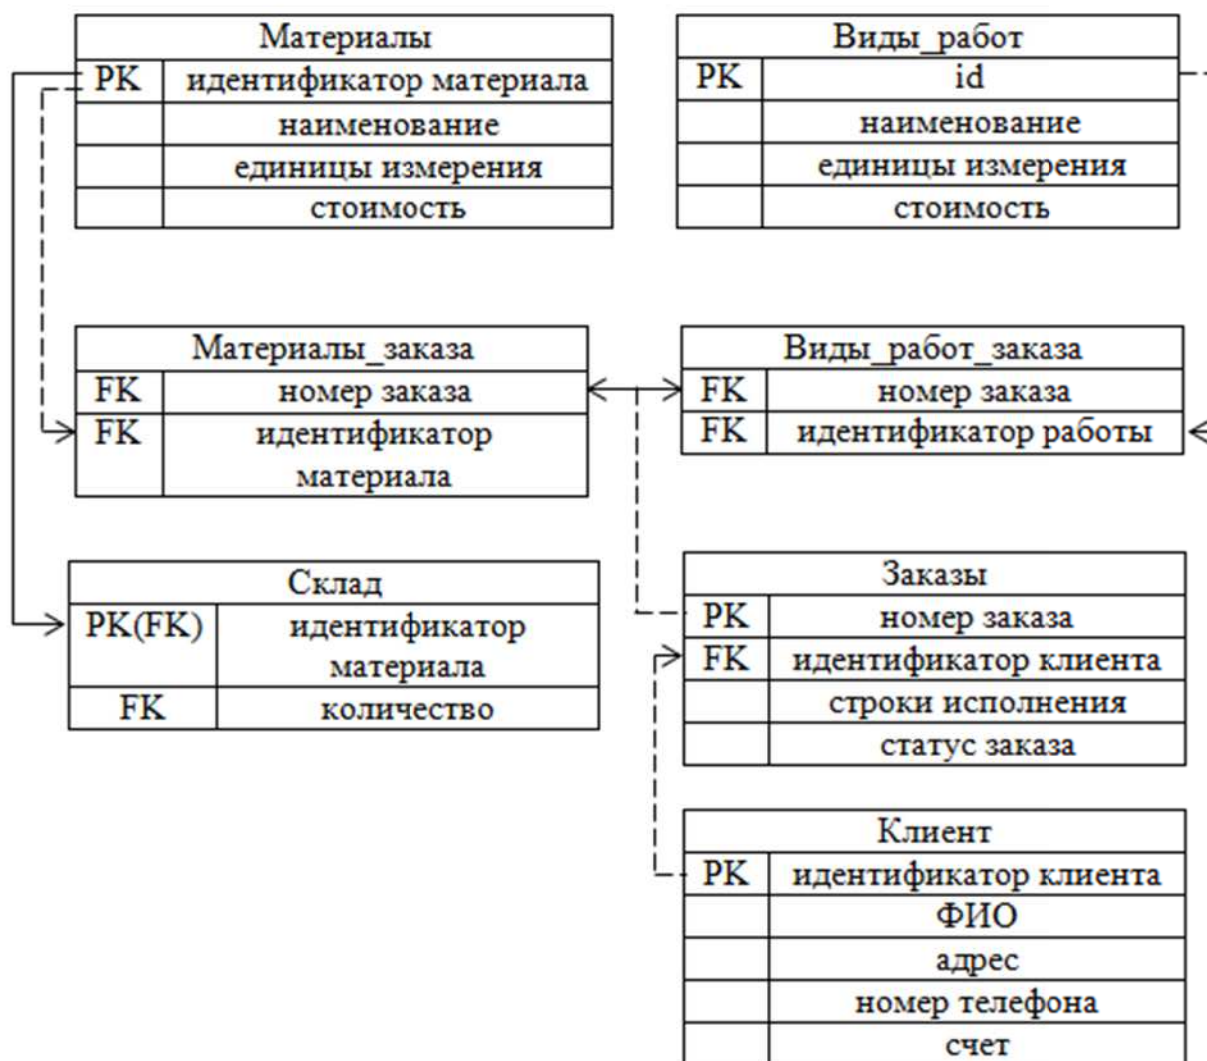 Материалы
PK идентификатор материала
наименование
единицы измерения
стоимость
Виды_работ
PK id
наименование
единицы измерения
стоимость
Материалы_заказа
FK номер заказа
FK идентификатор
материала
Виды_работ_заказа
FK номер заказа
FK идентификатор работы
Склад
PK(FK) идентификатор
материала
FK количество
Заказы
PK номер заказа
FK идентификатор клиента
строки исполнения
статус заказа
Клиент
PK идентификатор клиента
ФИО
адрес
номер телефона
счет